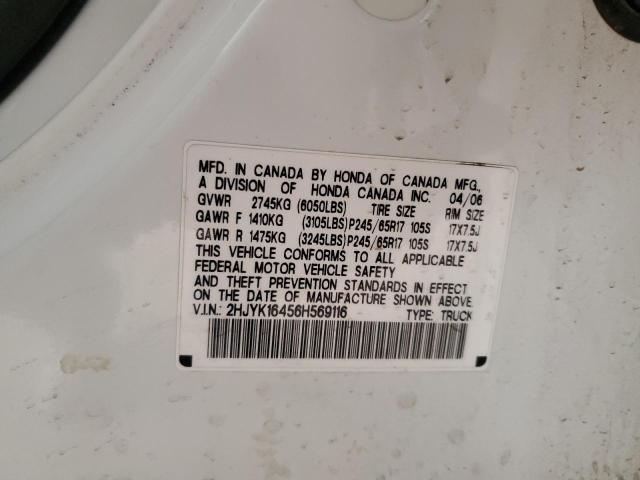 MFD. IN CANADA BY HONDA OF CANADA MFG.,
A DIVISION OF HONDA CANADA INC. 04/06
GVWR 2745KG (6050LBS) TIRE SIZE RIM SIZE
GAWR F 1410KG (3105LBS) P245/65R17 105S 17X7.5J
GAWR R 1475KG (3245LBS) P245/65R17 105S 17X7.5J
THIS VEHICLE CONFORMS TO ALL APPLICABLE
FEDERAL MOTOR VEHICLE SAFETY
AND THEFT PREVENTION STANDARDS IN EFFECT
ON THE DATE OF MANUFACTURE SHOWN ABOVE.
V.I.N.: 2HJYK16456H569116 TYPE: TRUCK